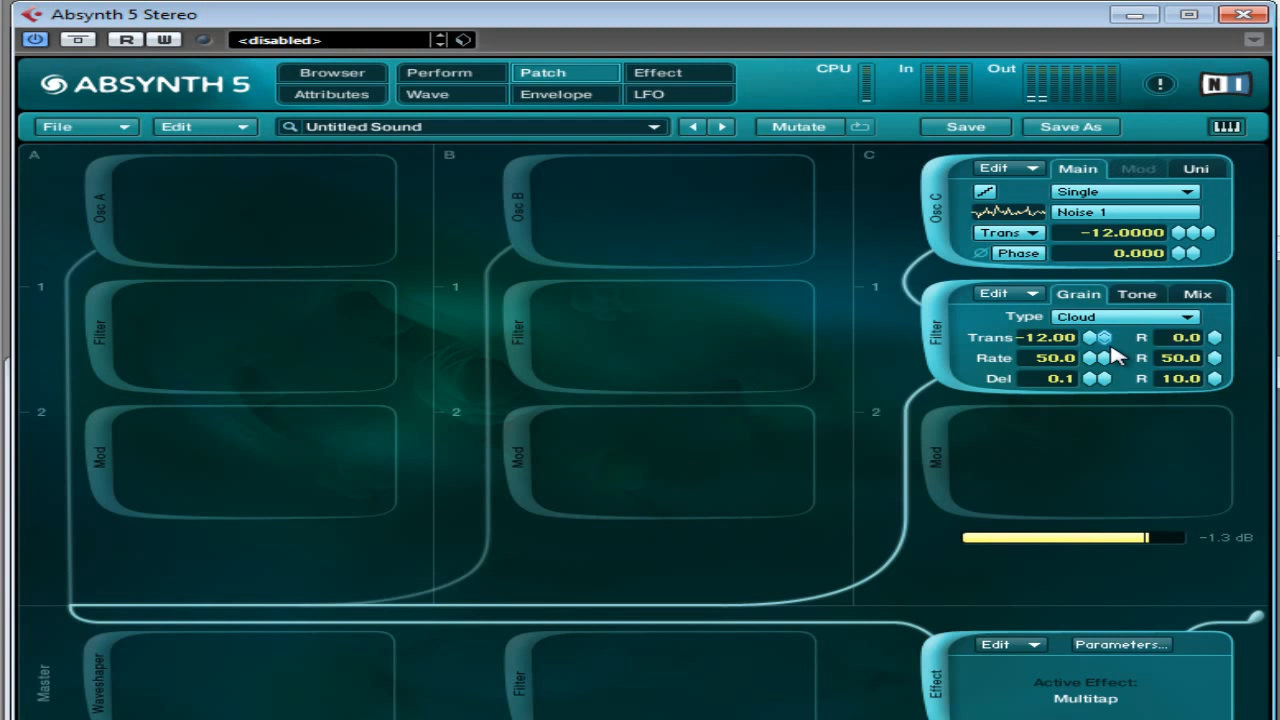 Absynth 5 Stereo
R W <disabled>
ABSYNTH 5 Browser Perform Patch Effect CPU In Out ! NI
Attributes Wave Envelope LFO
File Edit Untitled Sound Mutate Save Save As
A B C
Osc A Osc B Osc C Edit Main Mod Uni
Single
Noise 1
Trans -12.0000
Phase 0.000
1 1 1
Filter Filter Filter Edit Grain Tone Mix
Type Cloud
Trans -12.00 R 0.0
Rate 50.0 R 50.0
Del 0.1 R 10.0
2 2 2
Mod Mod Mod
-1.3 dB
Master Waveshaper Filter Effect Edit Parameters...
Active Effect:
Multitap